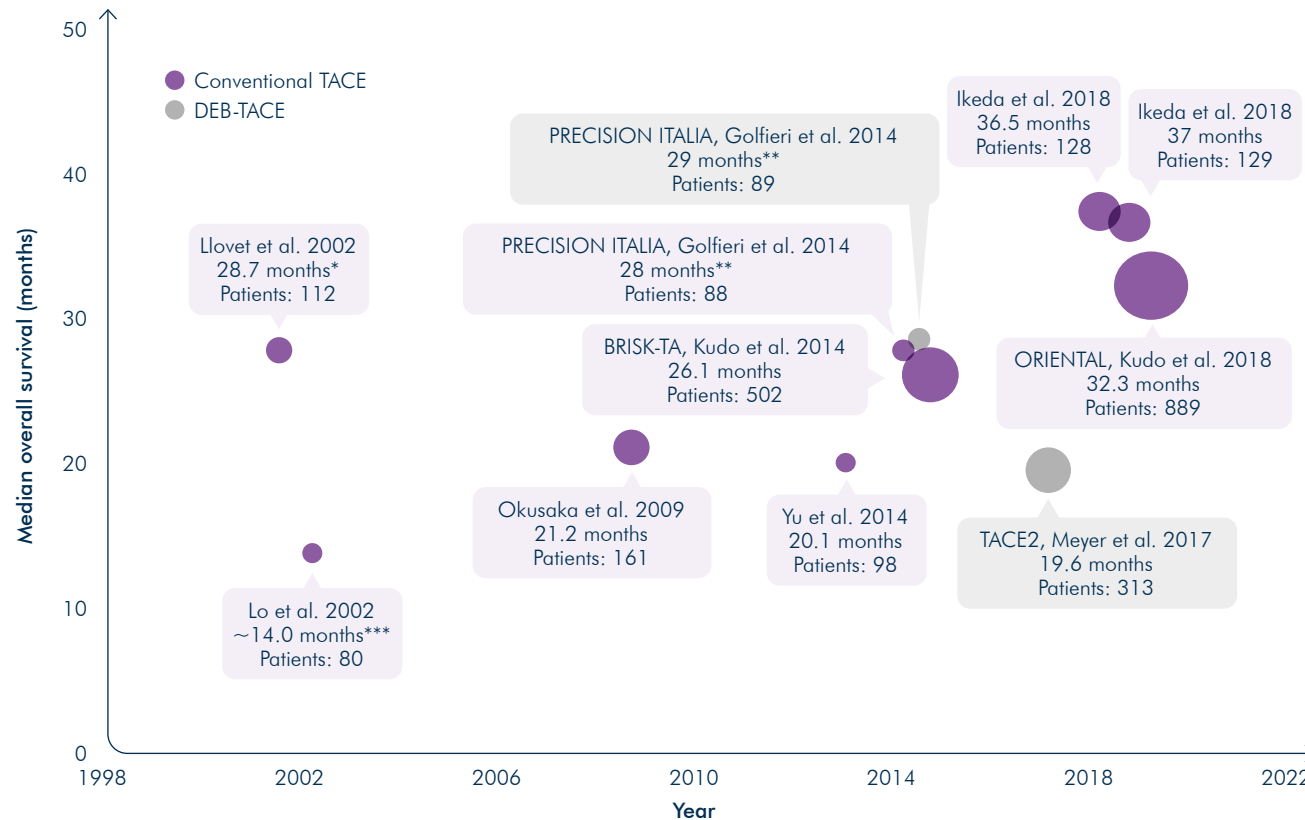 50
40
30
20
10
0
Median overall survival (months)
Conventional TACE
DEB-TACE
Llovet et al. 2002
28.7 months*
Patients: 112
Lo et al. 2002
~14.0 months***
Patients: 80
PRECISION ITALIA, Golfieri et al. 2014
29 months**
Patients: 89
PRECISION ITALIA, Golfieri et al. 2014
28 months**
Patients: 88
BRISK-TA, Kudo et al. 2014
26.1 months
Patients: 502
Okusaka et al. 2009
21.2 months
Patients: 161
Yu et al. 2014
20.1 months
Patients: 98
Ikeda et al. 2018
36.5 months
Patients: 128
Ikeda et al. 2018
37 months
Patients: 129
ORIENTAL, Kudo et al. 2018
32.3 months
Patients: 889
TACE2, Meyer et al. 2017
19.6 months
Patients: 313
1998 2002 2006 2010 2014 2018 2022
Year